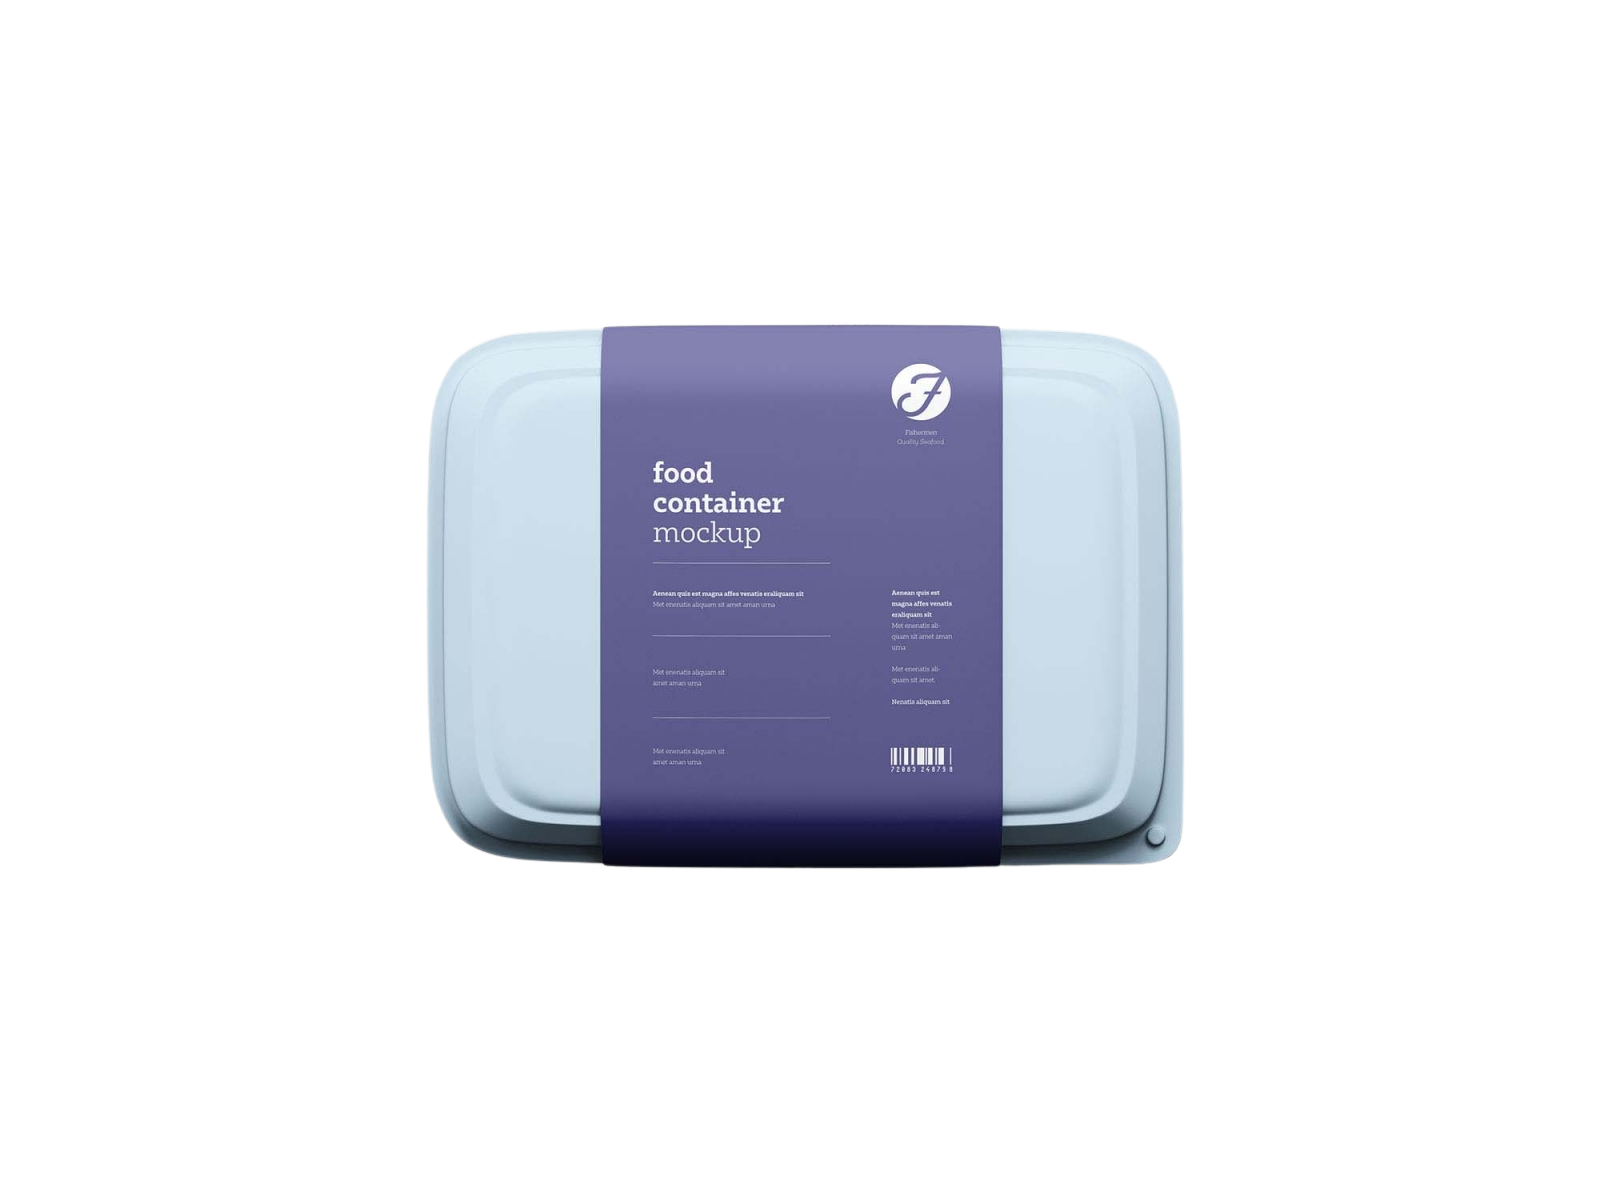 F
Fishermen
Quality Seafood
food
container
mockup
Aenean quis est magna affes venatis eraliquam sit
Met enenatis aliquam sit amet aman urna
Met enenatis aliquam sit
amet aman urna
Met enenatis aliquam sit
amet aman urna
Aenean quis est
magna affes venatis
eraliquam sit
Met enenatis ali-
quam sit amet aman
urna
Met enenatis ali-
quam sit amet
Nenatis aliquam sit